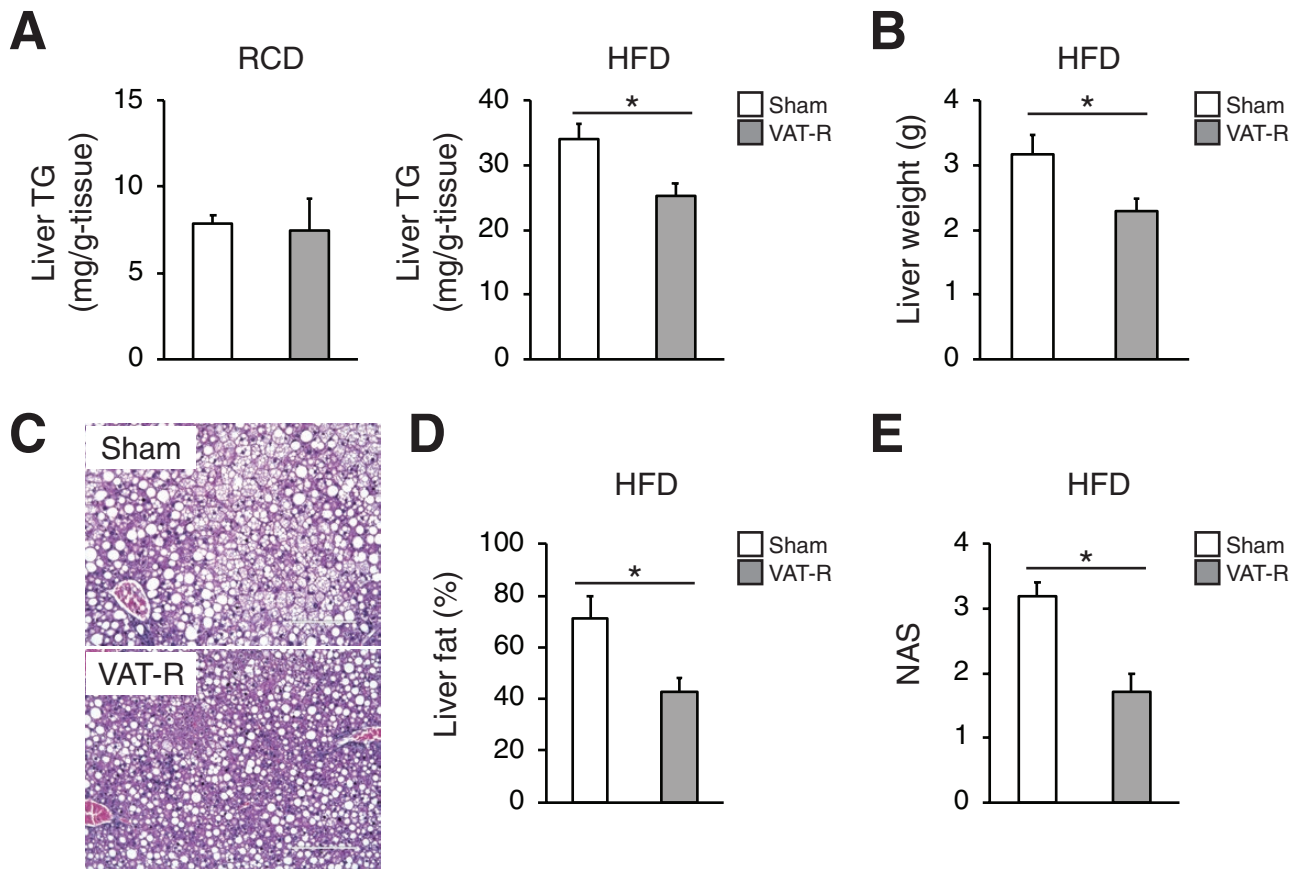 A
RCD
Liver TG
(mg/g-tissue)
15
10
5
0
HFD
Liver TG
(mg/g-tissue)
40
30
20
10
0
*
Sham
VAT-R
B
HFD
Liver weight (g)
4
3
2
1
0
*
Sham
VAT-R
C
Sham
VAT-R
D
HFD
Liver fat (%)
100
80
60
40
20
0
*
Sham
VAT-R
E
HFD
NAS
4
3
2
1
0
*
Sham
VAT-R